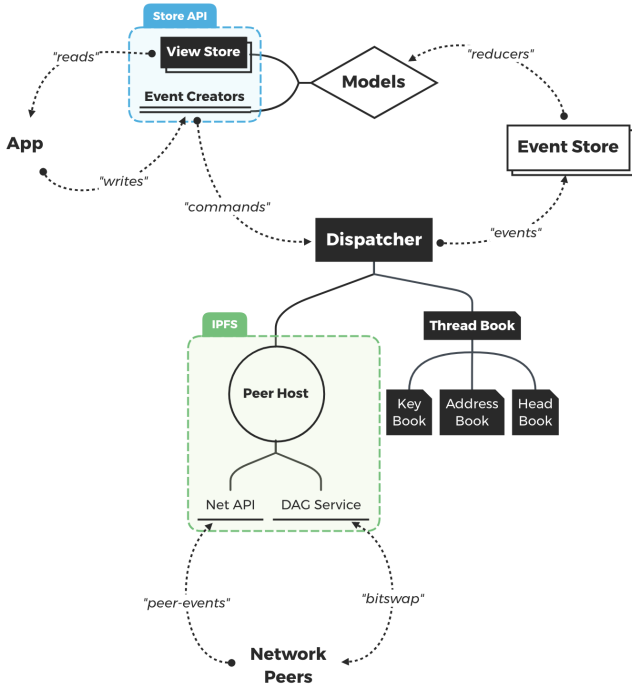 Store API
View Store
"reads"
"reducers"
Models
Event Creators
App
Event Store
"writes"
"commands"
"events"
Dispatcher
IPFS
Thread Book
Peer Host
Key
Book
Address
Book
Head
Book
Net API
DAG Service
"peer-events"
"bitswap"
Network
Peers